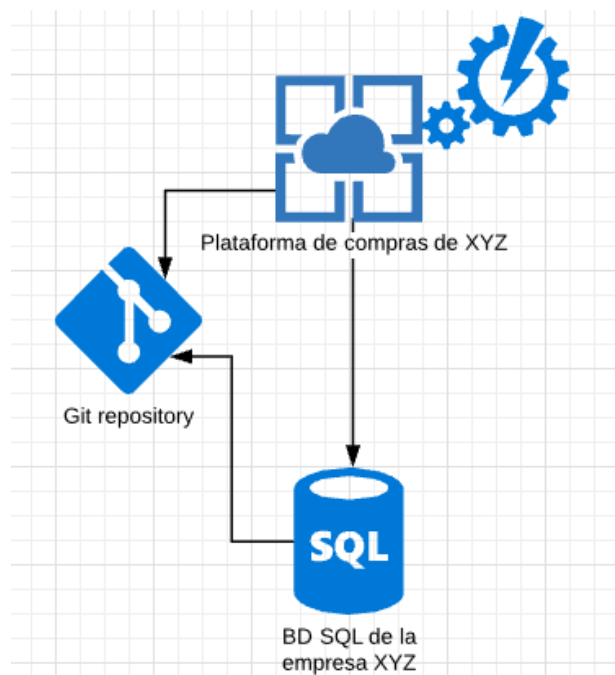 Plataforma de compras de XYZ
Git repository
SQL
BD SQL de la
empresa XYZ